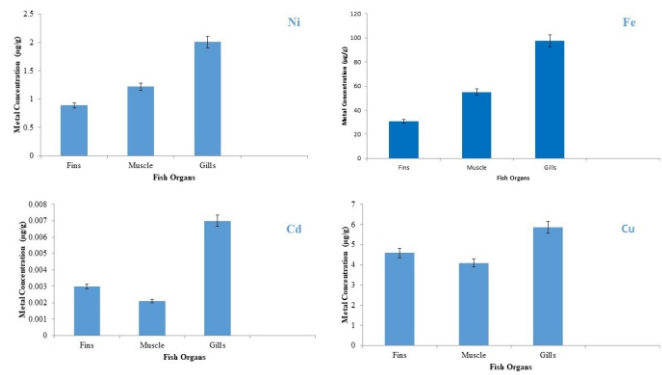 Ni
Metal Concentration (µg/g)
2.5
2
1.5
1
0.5
0
Fins Muscle Gills
Fish Organs
Fe
Metal Concentration (µg/g)
120
100
80
60
40
20
0
Fins Muscle Gills
Fish Organs
Cd
Metal Concentration (µg/g)
0.008
0.007
0.006
0.005
0.004
0.003
0.002
0.001
0
Fins Muscle Gills
Fish Organs
Cu
Metal Concentration (µg/g)
7
6
5
4
3
2
1
0
Fins Muscle Gills
Fish Organs